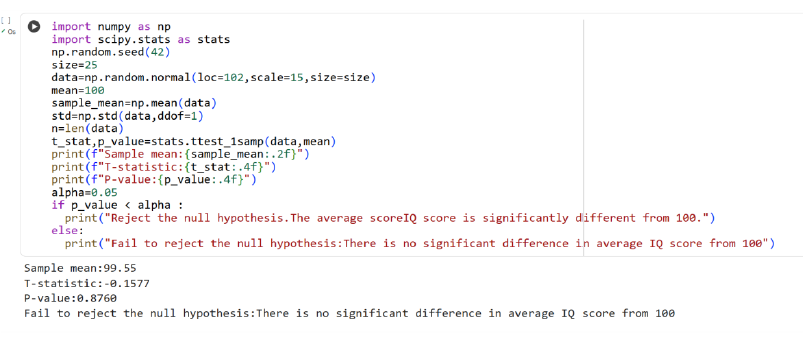 [ ]
✓ 0s
import numpy as np
import scipy.stats as stats
np.random.seed(42)
size=25
data=np.random.normal(loc=102,scale=15,size=size)
mean=100
sample_mean=np.mean(data)
std=np.std(data,ddof=1)
n=len(data)
t_stat,p_value=stats.ttest_1samp(data,mean)
print(f"Sample mean:{sample_mean:.2f}")
print(f"T-statistic:{t_stat:.4f}")
print(f"P-value:{p_value:.4f}")
alpha=0.05
if p_value < alpha :
  print("Reject the null hypothesis.The average scoreIQ score is significantly different from 100.")
else:
  print("Fail to reject the null hypothesis:There is no significant difference in average IQ score from 100")
Sample mean:99.55
T-statistic:-0.1577
P-value:0.8760
Fail to reject the null hypothesis:There is no significant difference in average IQ score from 100